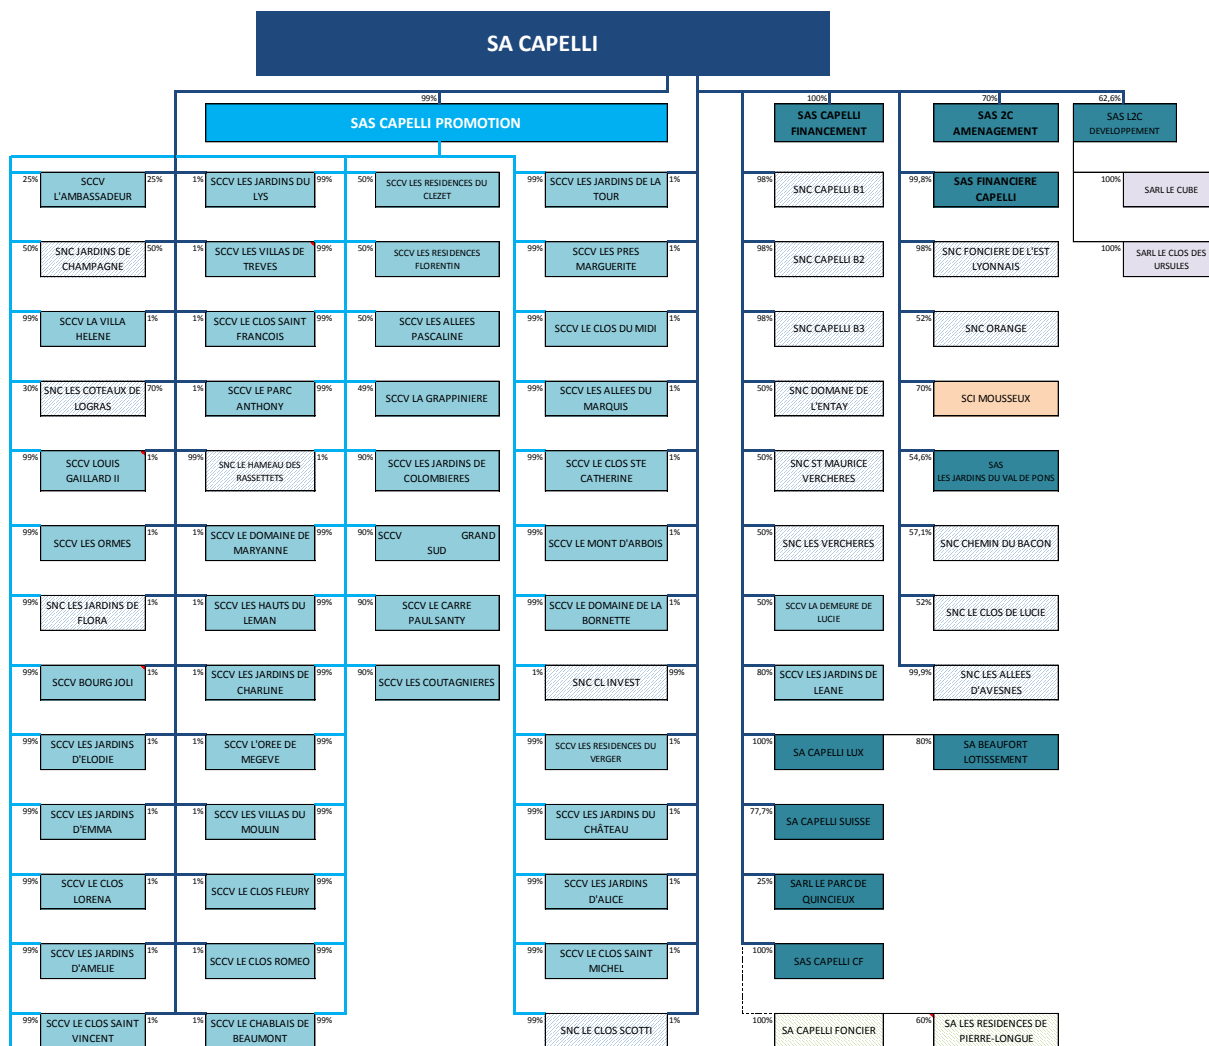 SA CAPELLI
99%
SAS CAPELLI PROMOTION
100%
SAS CAPELLI
FINANCEMENT
70%
SAS 2C
AMENAGEMENT
62,6%
SAS L2C
DEVELOPPEMENT
25%
SCCV
L'AMBASSADEUR
25%
1%
SCCV LES JARDINS DU
LYS
99%
50%
SCCV LES RESIDENCES DU
CLEZET
99%
SCCV LES JARDINS DE LA
TOUR
1%
98%
SNC CAPELLI B1
99,8%
SAS FINANCIERE
CAPELLI
100%
SARL LE CUBE
50%
SNC JARDINS DE
CHAMPAGNE
50%
1%
SCCV LES VILLAS DE
TREVES
99%
50%
SCCV LES RESIDENCES
FLORENTIN
99%
SCCV LES PRES
MARGUERITE
1%
98%
SNC CAPELLI B2
98%
SNC FONCIERE DE L'EST
LYONNAIS
100%
SARL LE CLOS DES
URSULES
99%
SCCV LA VILLA
HELENE
1%
1%
SCCV LE CLOS SAINT
FRANCOIS
99%
50%
SCCV LES ALLEES
PASCALINE
99%
SCCV LE CLOS DU MIDI
1%
98%
SNC CAPELLI B3
52%
SNC ORANGE
30%
SNC LES COTEAUX DE
LOGRAS
70%
1%
SCCV LE PARC
ANTHONY
99%
49%
SCCV LA GRAPPINIERE
99%
SCCV LES ALLEES DU
MARQUIS
1%
50%
SNC DOMANE DE
L'ENTAY
70%
SCI MOUSSEUX
99%
SCCV LOUIS
GAILLARD II
1%
99%
SNC LE HAMEAU DES
RASSETTETS
1%
90%
SCCV LES JARDINS DE
COLOMBIERES
99%
SCCV LE CLOS STE
CATHERINE
1%
50%
SNC ST MAURICE
VERCHERES
54,6%
SAS
LES JARDINS DU VAL DE PONS
99%
SCCV LES ORMES
1%
1%
SCCV LE DOMAINE DE
MARYANNE
99%
90%
SCCV GRAND
SUD
99%
SCCV LE MONT D'ARBOIS
1%
50%
SNC LES VERCHERES
57,1%
SNC CHEMIN DU BACON
99%
SNC LES JARDINS DE
FLORA
1%
1%
SCCV LES HAUTS DU
LEMAN
99%
90%
SCCV LE CARRE
PAUL SANTY
99%
SCCV LE DOMAINE DE LA
BORNETTE
1%
50%
SCCV LA DEMEURE DE
LUCIE
52%
SNC LE CLOS DE LUCIE
99%
SCCV BOURG JOLI
1%
1%
SCCV LES JARDINS DE
CHARLINE
99%
90%
SCCV LES COUTAGNIERES
1%
SNC CL INVEST
99%
80%
SCCV LES JARDINS DE
LEANE
99,9%
SNC LES ALLEES
D'AVESNES
99%
SCCV LES JARDINS
D'ELODIE
1%
1%
SCCV L'OREE DE
MEGEVE
99%
99%
SCCV LES RESIDENCES DU
VERGER
1%
100%
SA CAPELLI LUX
80%
SA BEAUFORT
LOTISSEMENT
99%
SCCV LES JARDINS
D'EMMA
1%
1%
SCCV LES VILLAS DU
MOULIN
99%
99%
SCCV LES JARDINS DU
CHÂTEAU
1%
77,7%
SA CAPELLI SUISSE
99%
SCCV LE CLOS
LORENA
1%
1%
SCCV LE CLOS FLEURY
99%
99%
SCCV LES JARDINS
D'ALICE
1%
25%
SARL LE PARC DE
QUINCIEUX
99%
SCCV LES JARDINS
D'AMELIE
1%
1%
SCCV LE CLOS ROMEO
99%
99%
SCCV LE CLOS SAINT
MICHEL
1%
100%
SAS CAPELLI CF
99%
SCCV LE CLOS SAINT
VINCENT
1%
1%
SCCV LE CHABLAIS DE
BEAUMONT
99%
99%
SNC LE CLOS SCOTTI
1%
100%
SA CAPELLI FONCIER
60%
SA LES RESIDENCES DE
PIERRE-LONGUE